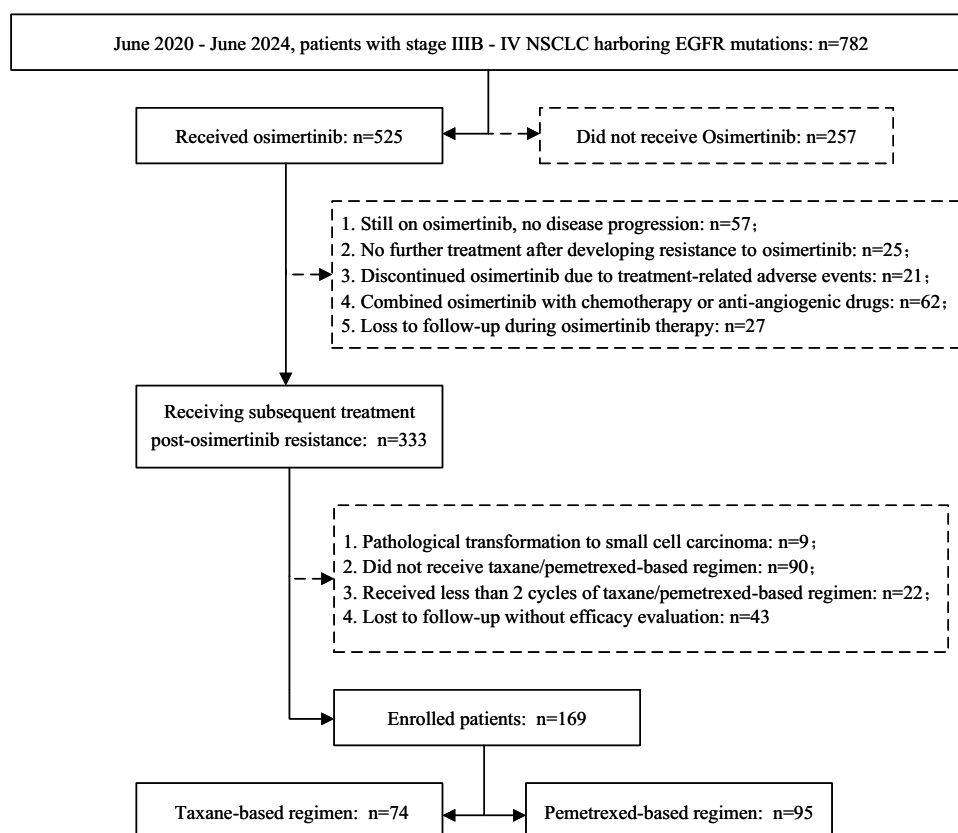 June 2020 - June 2024, patients with stage IIIB - IV NSCLC harboring EGFR mutations: n=782
Received osimertinib: n=525
Did not receive Osimertinib: n=257
1. Still on osimertinib, no disease progression: n=57；
2. No further treatment after developing resistance to osimertinib: n=25；
3. Discontinued osimertinib due to treatment-related adverse events: n=21；
4. Combined osimertinib with chemotherapy or anti-angiogenic drugs: n=62；
5. Loss to follow-up during osimertinib therapy: n=27
Receiving subsequent treatment
post-osimertinib resistance: n=333
1. Pathological transformation to small cell carcinoma: n=9；
2. Did not receive taxane/pemetrexed-based regimen: n=90；
3. Received less than 2 cycles of taxane/pemetrexed-based regimen: n=22；
4. Lost to follow-up without efficacy evaluation: n=43
Enrolled patients: n=169
Taxane-based regimen: n=74
Pemetrexed-based regimen: n=95